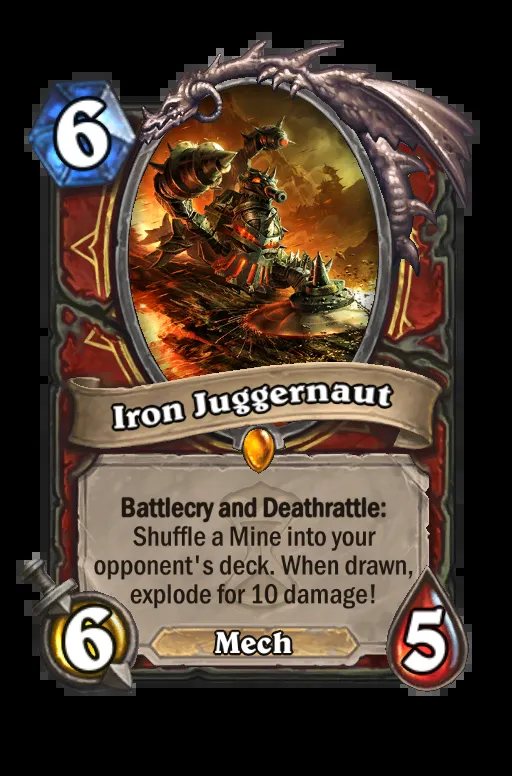 6
Iron Juggernaut
Battlecry and Deathrattle:
Shuffle a Mine into your
opponent's deck. When drawn,
explode for 10 damage!
6
Mech
5